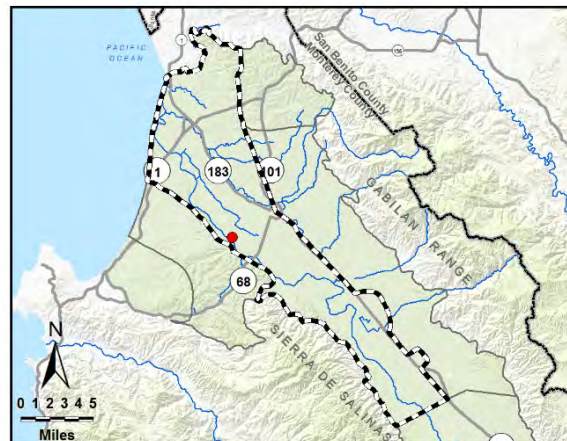 1
PACIFIC
OCEAN
156
San Benito County
Monterey County
183
101
1
GABILAN RANGE
68
SIERRA DE SALINAS
N
0 1 2 3 4 5
Miles